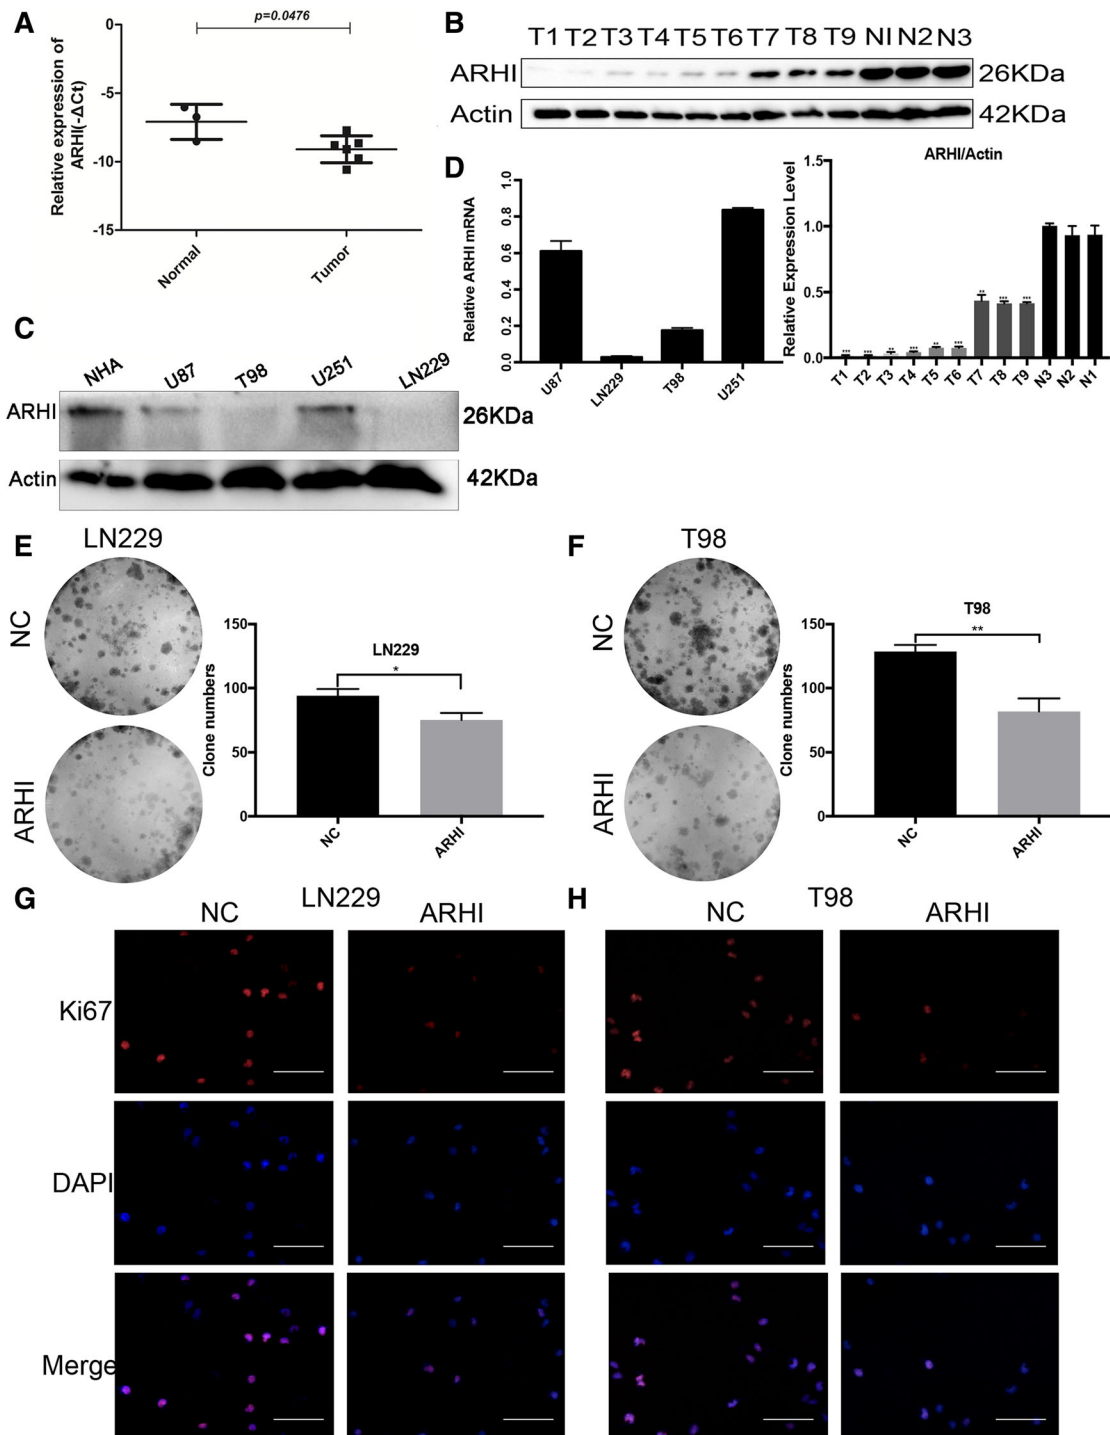 A
p=0.0476
Relative expression of
ARHI(-ΔCt)
0
-5
-10
-15
Normal
Tumor
B
T1 T2 T3 T4 T5 T6 T7 T8 T9 N1 N2 N3
ARHI
26KDa
Actin
42KDa
C
NHA U87 T98 U251 LN229
ARHI
26KDa
Actin
42KDa
D
Relative ARHI mRNA
1.0
0.8
0.6
0.4
0.2
0.0
U87 LN229 T98 U251
ARHI/Actin
Relative Expression Level
1.5
1.0
0.5
0.0
*** *** ** *** ** *** ** *** ***
T1 T2 T3 T4 T5 T6 T7 T8 T9 N3 N2 N1
E
LN229
NC
ARHI
Clone numbers
150
100
50
0
LN229
*
NC ARHI
F
T98
NC
ARHI
Clone numbers
150
100
50
0
T98
**
NC ARHI
G
LN229
NC ARHI
H
T98
NC ARHI
Ki67
DAPI
Merge